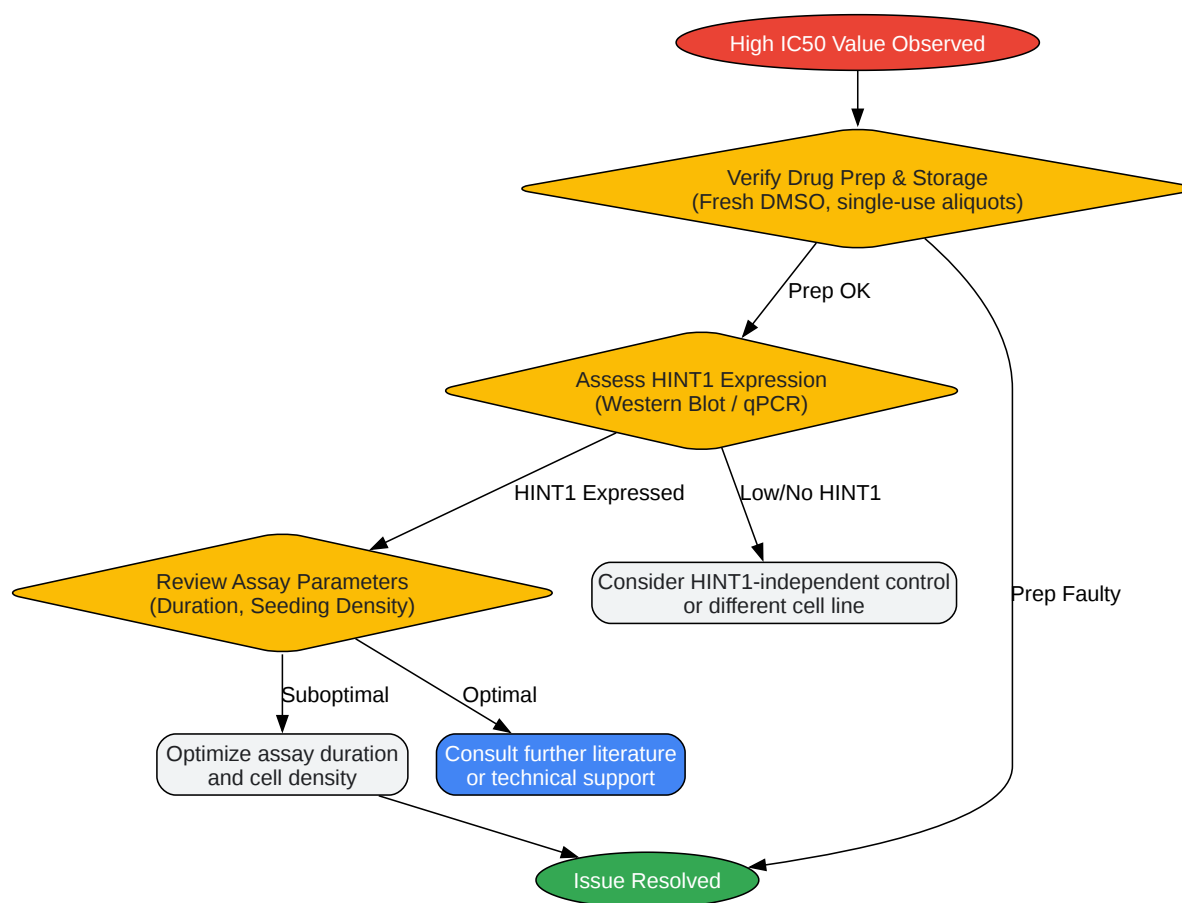 High IC50 Value Observed
Verify Drug Prep & Storage
(Fresh DMSO, single-use aliquots)
Prep OK
Assess HINT1 Expression
(Western Blot / qPCR)
HINT1 Expressed
Low/No HINT1
Review Assay Parameters
(Duration, Seeding Density)
Consider HINT1-independent control
or different cell line
Prep Faulty
Suboptimal
Optimal
Optimize assay duration
and cell density
Consult further literature
or technical support
Issue Resolved